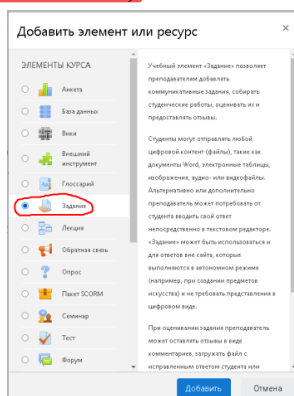 Добавить элемент или ресурс
×
ЭЛЕМЕНТЫ КУРСА
Анкета
База данных
Вики
Внешний
инструмент
Глоссарий
Задание
Лекция
Обратная связь
Опрос
Пакет SCORM
Семинар
Тест
Форум
Учебный элемент «Задание» позволяет
преподавателям добавлять
коммуникативные задания, собирать
студенческие работы, оценивать их и
предоставлять отзывы.
Студенты могут отправлять любой
цифровой контент (файлы), такие как
документы Word, электронные таблицы,
изображения, аудио- или видеофайлы.
Альтернативно или дополнительно
преподаватель может потребовать от
студента вводить свой ответ
непосредственно в текстовом редакторе.
«Задание» может быть использоваться и
для ответов вне сайта, которые
выполняются в автономном режиме
(например, при создании предметов
искусства) и не требовать представления в
цифровом виде.
При оценивании задания преподаватель
может оставлять отзывы в виде
комментариев, загружать файл с
исправленным ответом студента или
Добавить
Отмена